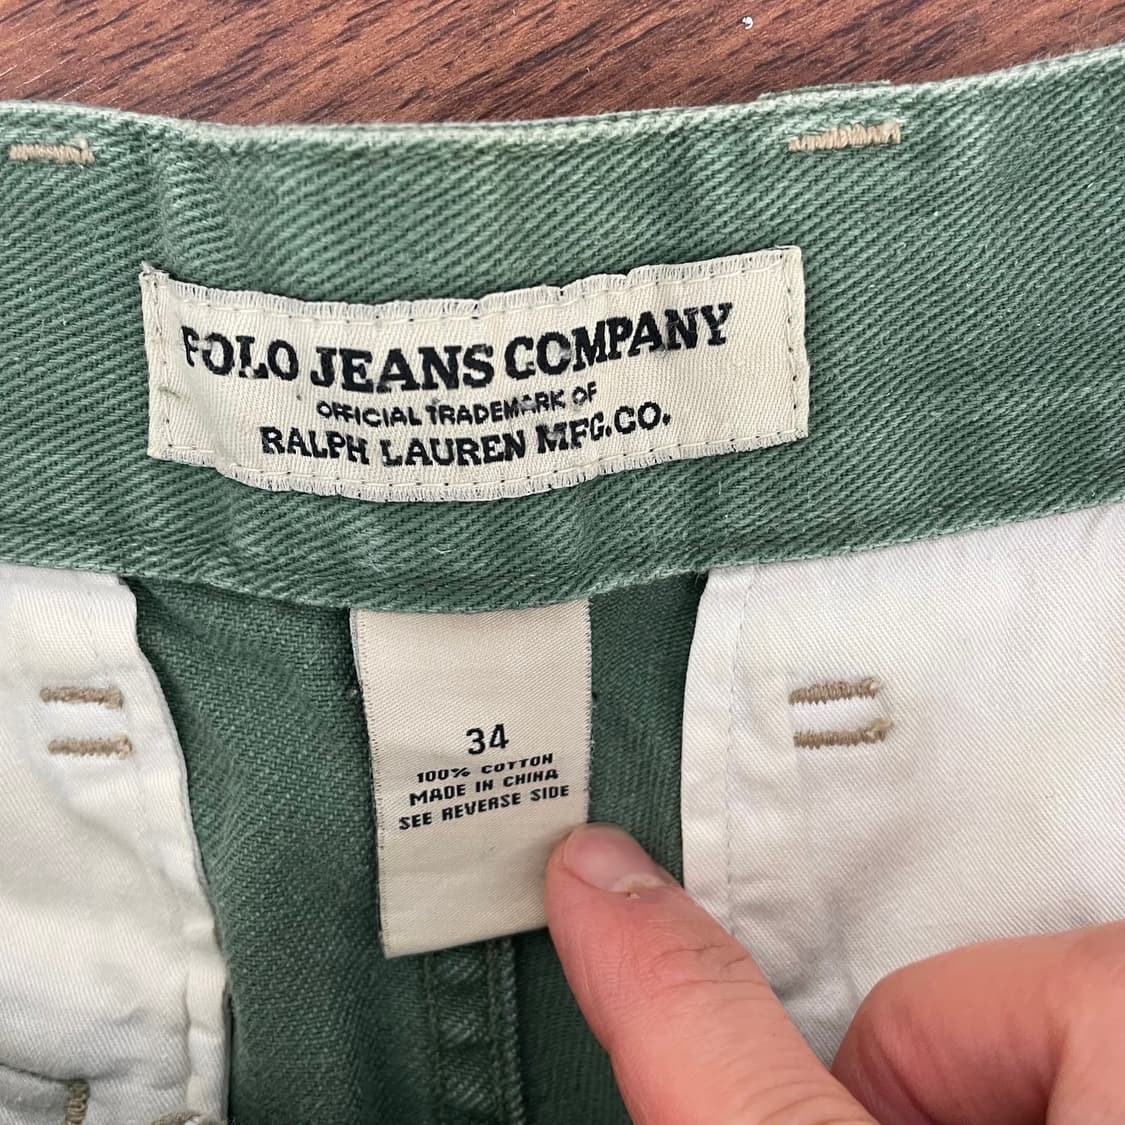 POLO JEANS COMPANY
OFFICIAL TRADEMARK OF
RALPH LAUREN MFG.CO.
34
100% COTTON
MADE IN CHINA
SEE REVERSE SIDE